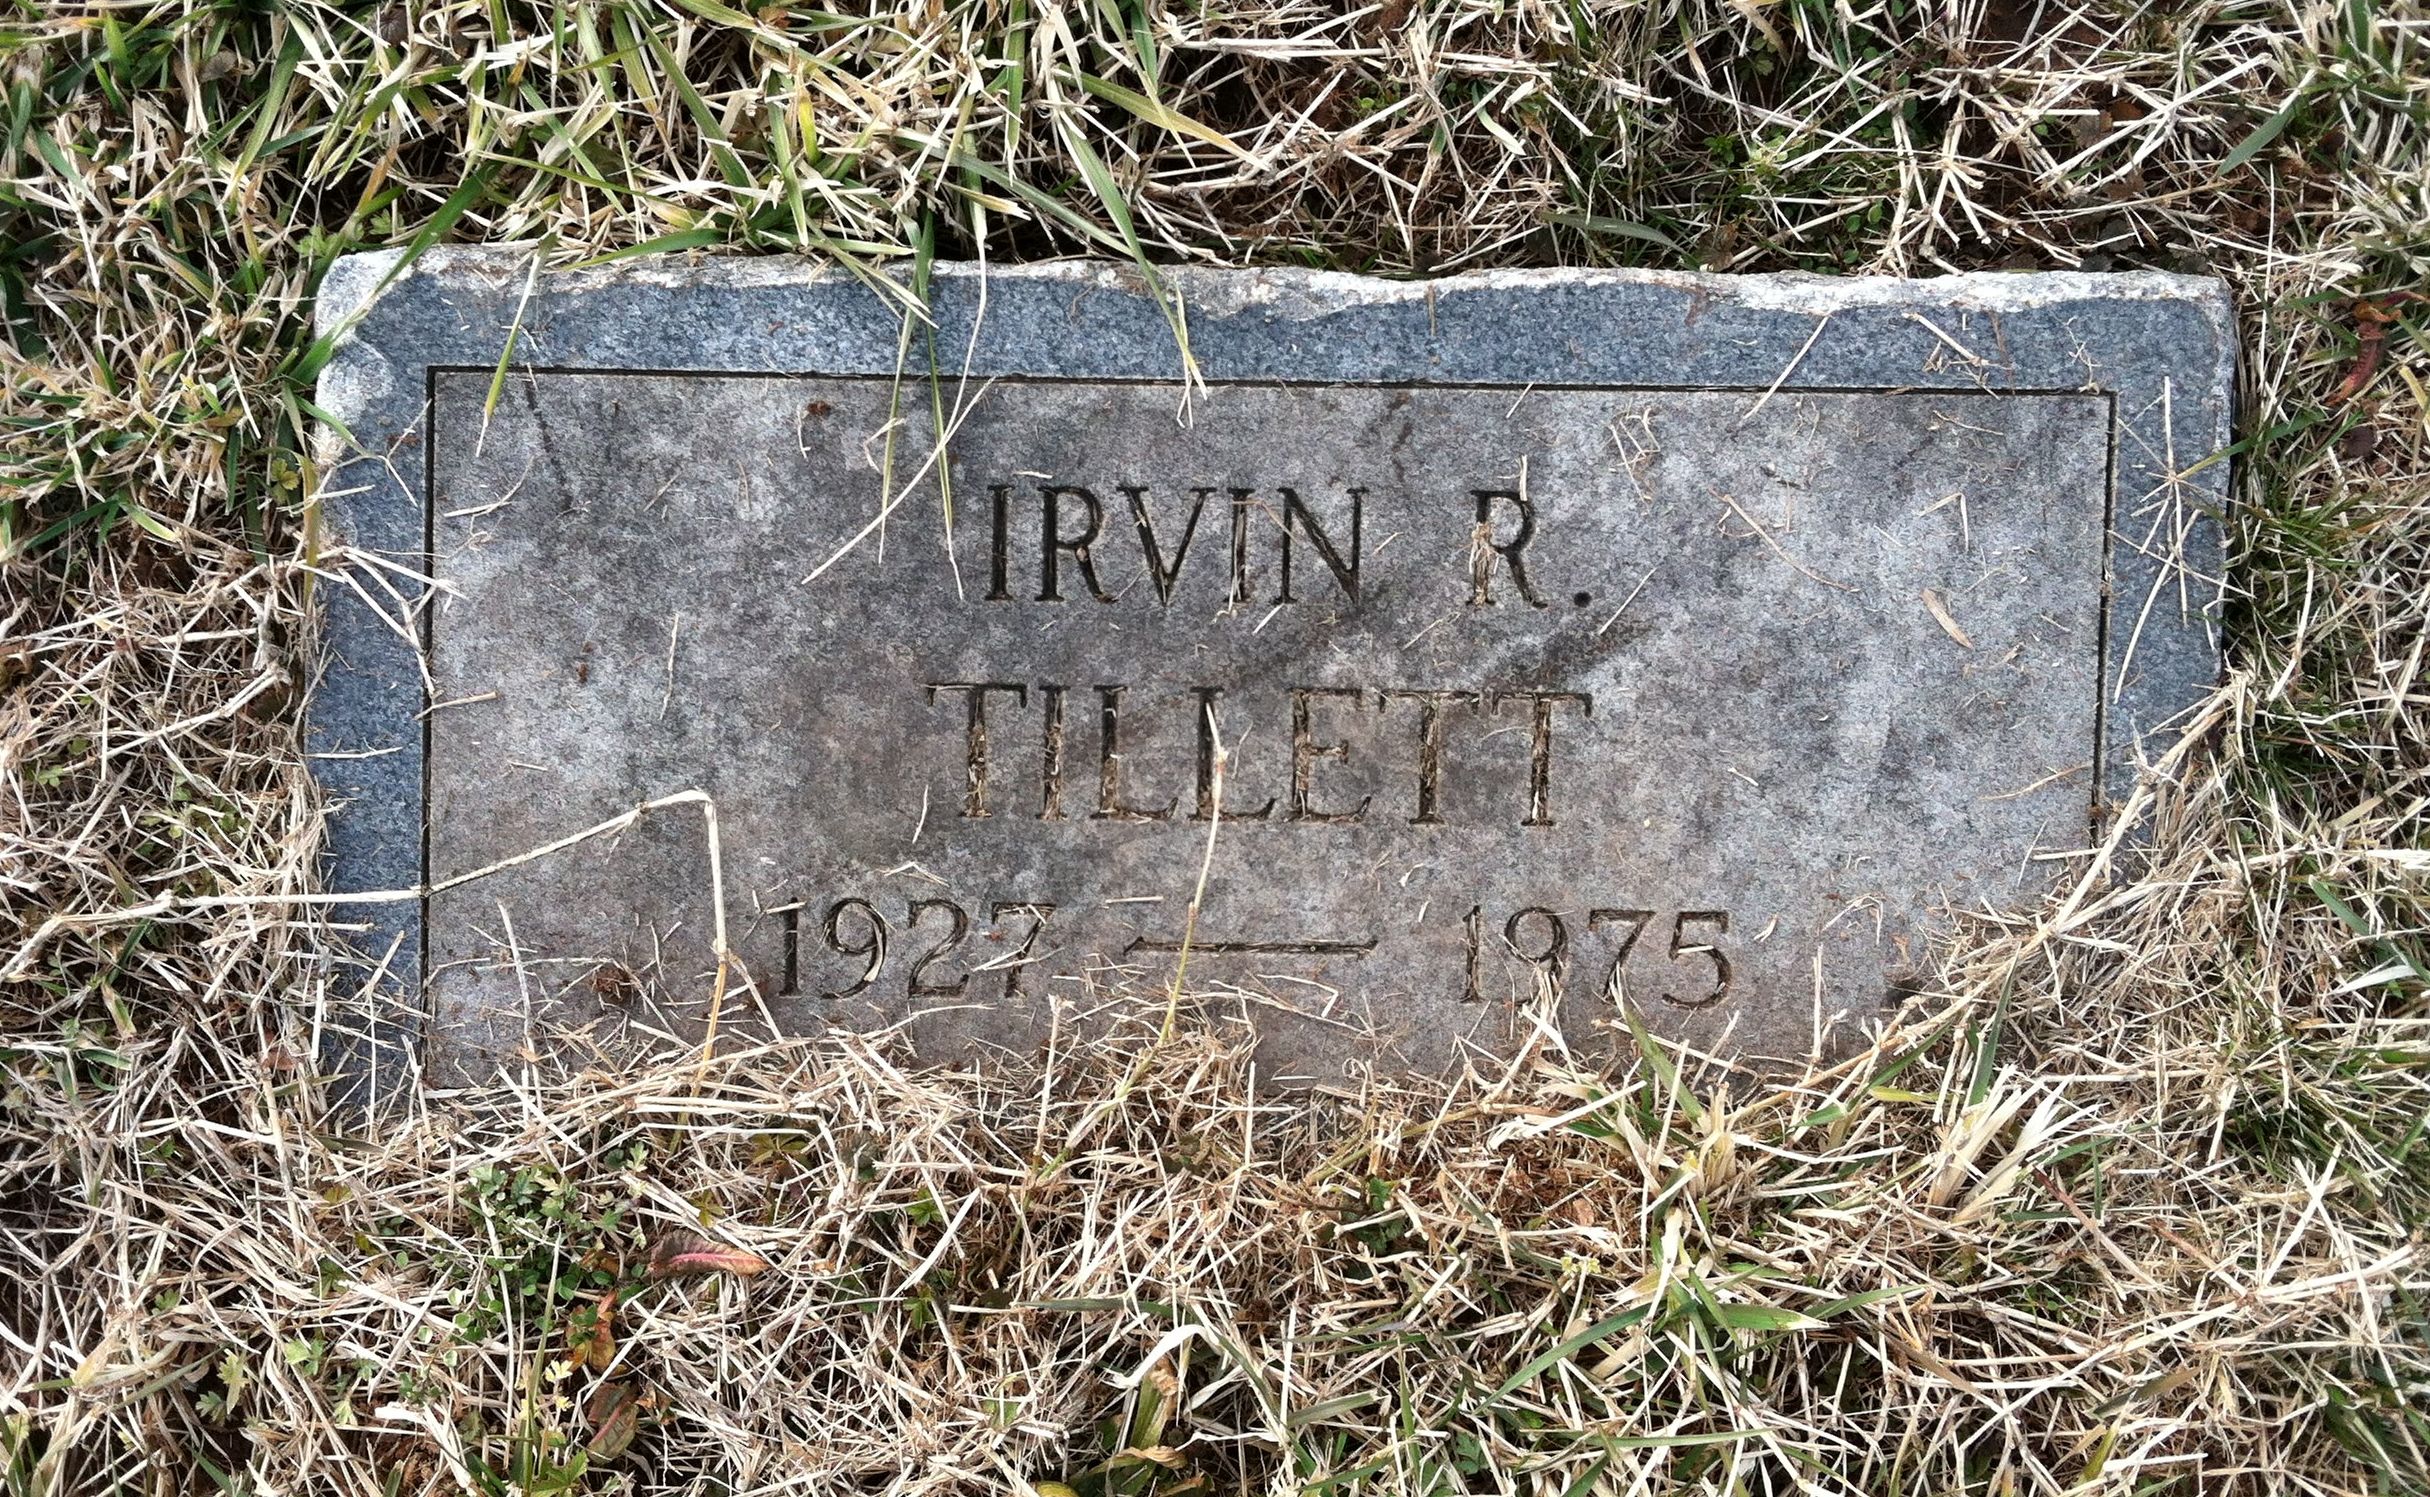 IRVIN R.
TILLETT
1927 — 1975